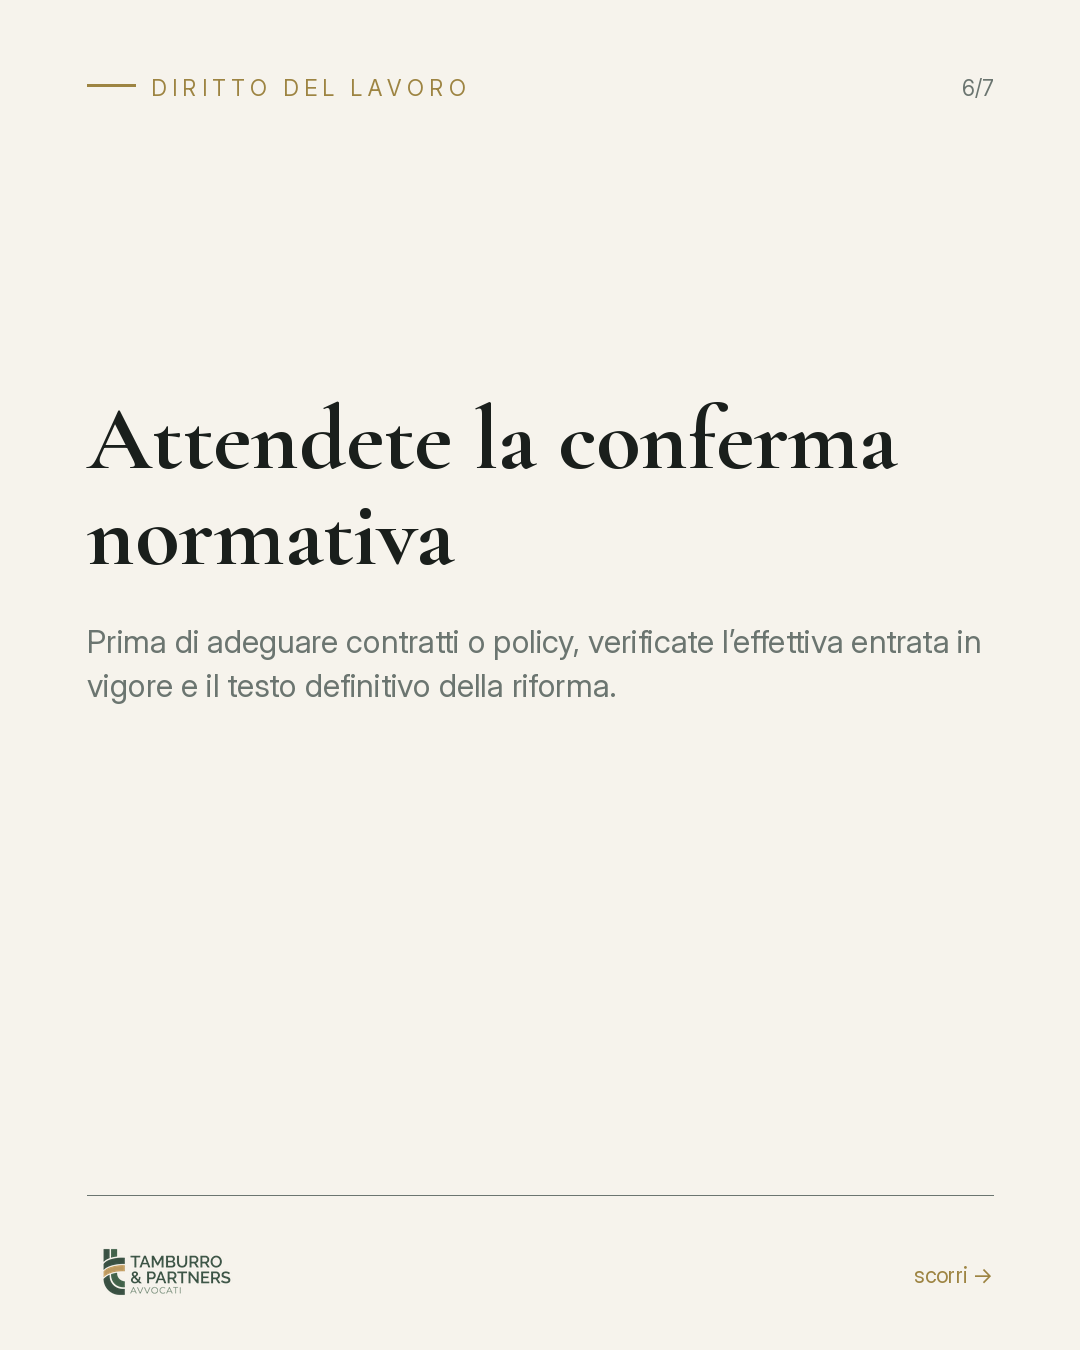 DIRITTO DEL LAVORO
6/7
Attendete la conferma
normativa
Prima di adeguare contratti o policy, verificate l’effettiva entrata in
vigore e il testo definitivo della riforma.
TAMBURRO
& PARTNERS
AVVOCATI
scorri →